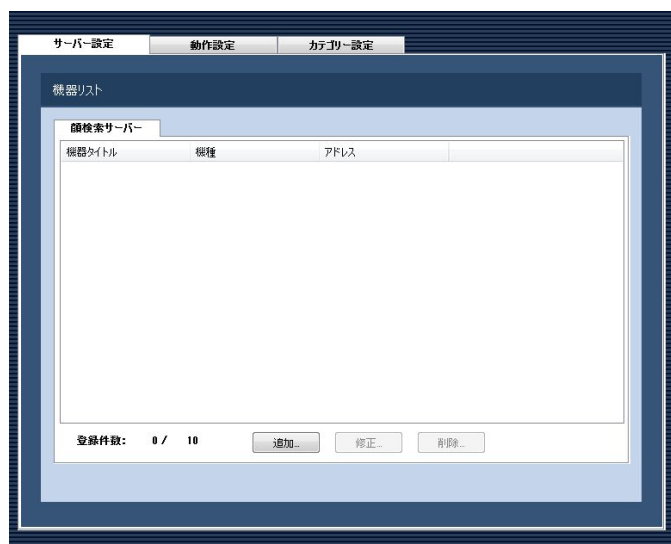 サーバー設定 動作設定 カテゴリー設定
機器リスト
顔検索サーバー
機器タイトル 機種 アドレス
登録件数: 0 / 10 追加... 修正... 削除...